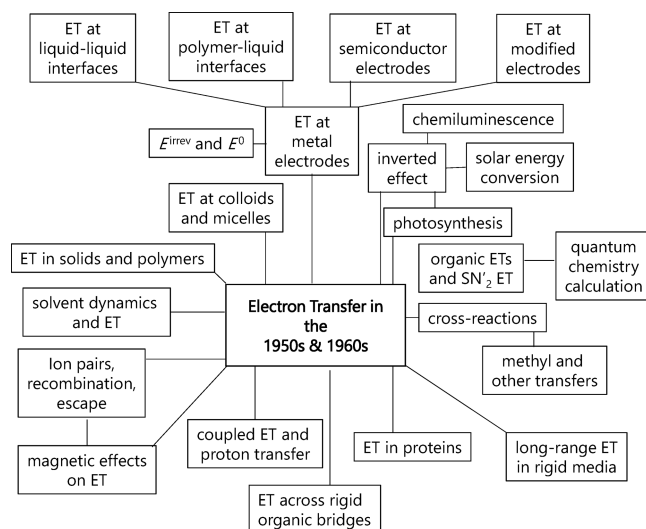 ET at
liquid-liquid
interfaces
ET at
polymer-liquid
interfaces
ET at
semiconductor
electrodes
ET at
modified
electrodes
ET at
metal
electrodes
Eⁱʳʳᵉᵛ and E⁰
chemiluminescence
inverted
effect
solar energy
conversion
ET at colloids
and micelles
photosynthesis
ET in solids and polymers
organic ETs
and SN'₂ ET
quantum
chemistry
calculation
solvent dynamics
and ET
Electron Transfer in
the
1950s & 1960s
cross-reactions
methyl and
other transfers
Ion pairs,
recombination,
escape
magnetic effects
on ET
coupled ET and
proton transfer
ET in proteins
long-range ET
in rigid media
ET across rigid
organic bridges